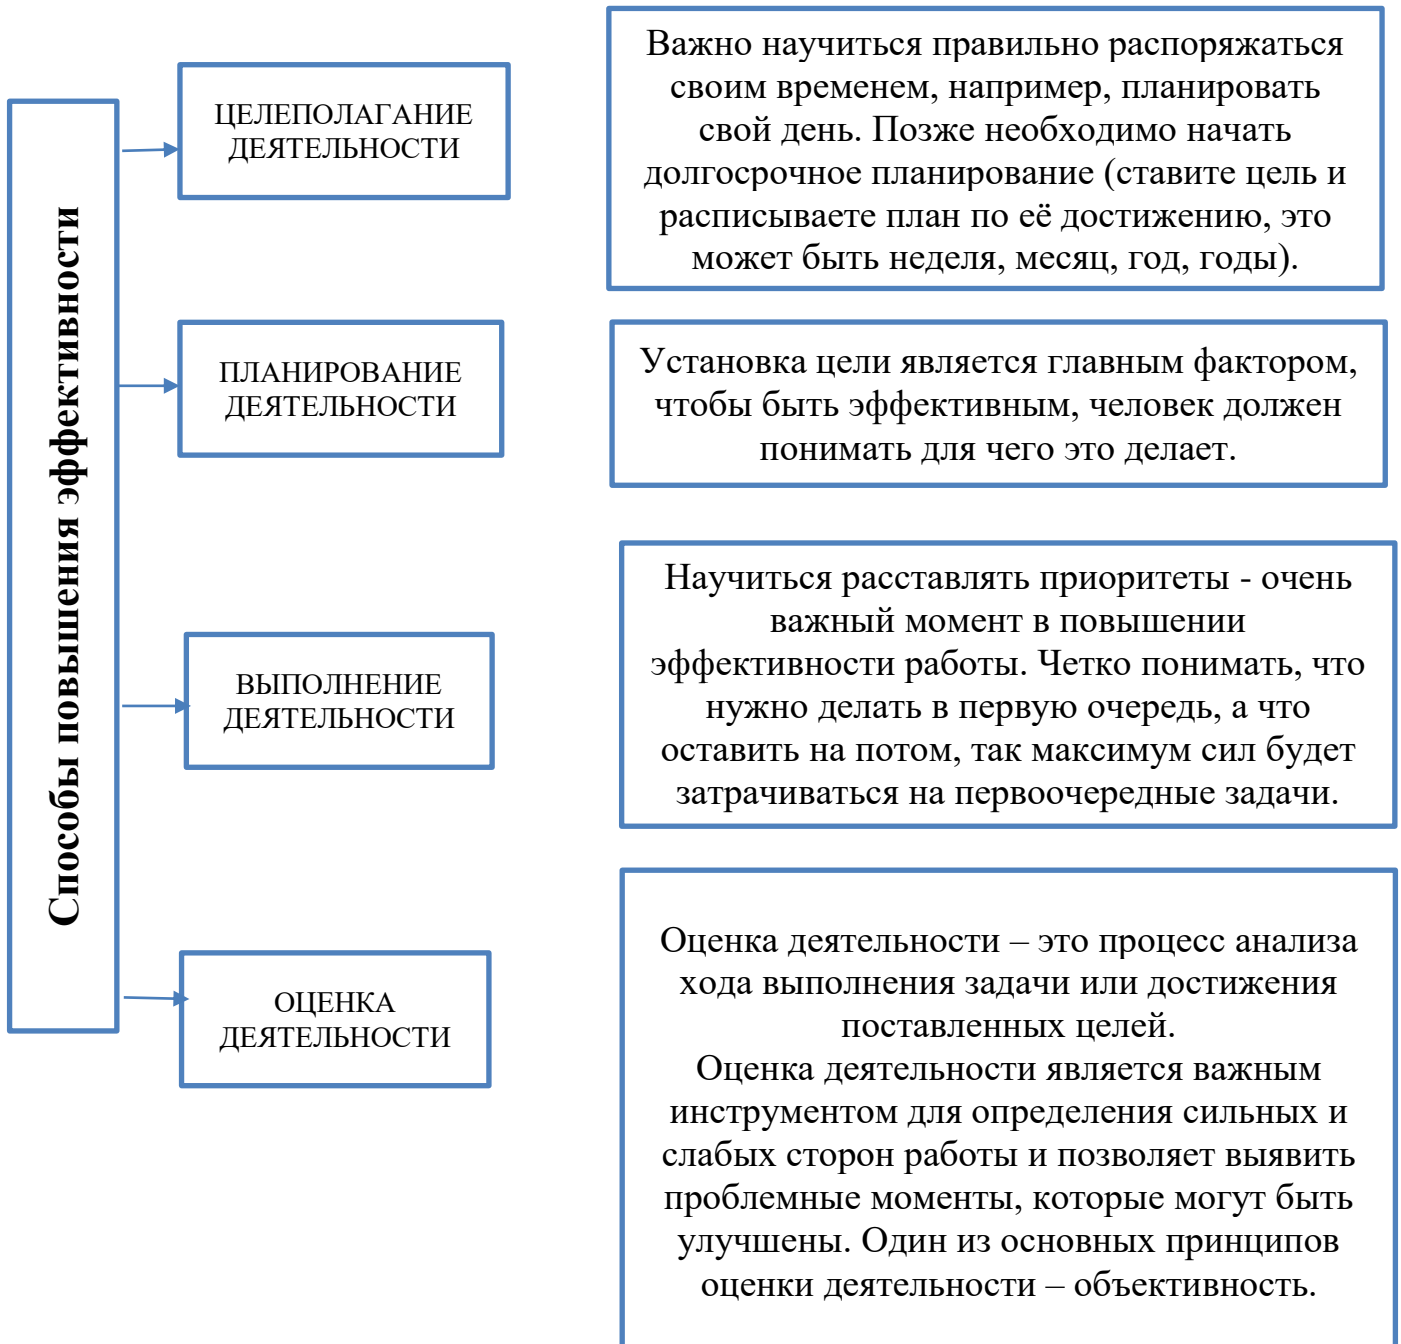 Способы повышения эффективности
ЦЕЛЕПОЛАГАНИЕ
ДЕЯТЕЛЬНОСТИ
Важно научиться правильно распоряжаться
своим временем, например, планировать
свой день. Позже необходимо начать
долгосрочное планирование (ставите цель и
расписываете план по её достижению, это
может быть неделя, месяц, год, годы).
ПЛАНИРОВАНИЕ
ДЕЯТЕЛЬНОСТИ
Установка цели является главным фактором,
чтобы быть эффективным, человек должен
понимать для чего это делает.
ВЫПОЛНЕНИЕ
ДЕЯТЕЛЬНОСТИ
Научиться расставлять приоритеты - очень
важный момент в повышении
эффективности работы. Четко понимать, что
нужно делать в первую очередь, а что
оставить на потом, так максимум сил будет
затрачиваться на первоочередные задачи.
ОЦЕНКА
ДЕЯТЕЛЬНОСТИ
Оценка деятельности – это процесс анализа
хода выполнения задачи или достижения
поставленных целей.
Оценка деятельности является важным
инструментом для определения сильных и
слабых сторон работы и позволяет выявить
проблемные моменты, которые могут быть
улучшены. Один из основных принципов
оценки деятельности – объективность.